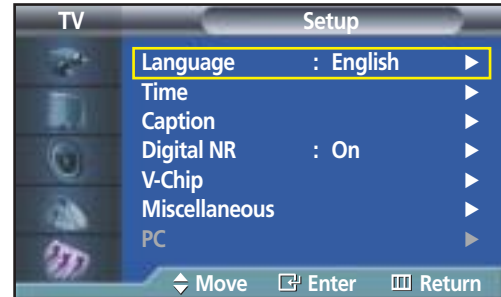 TV Setup
Language : English
Time
Caption
Digital NR : On
V-Chip
Miscellaneous
PC
Move Enter Return